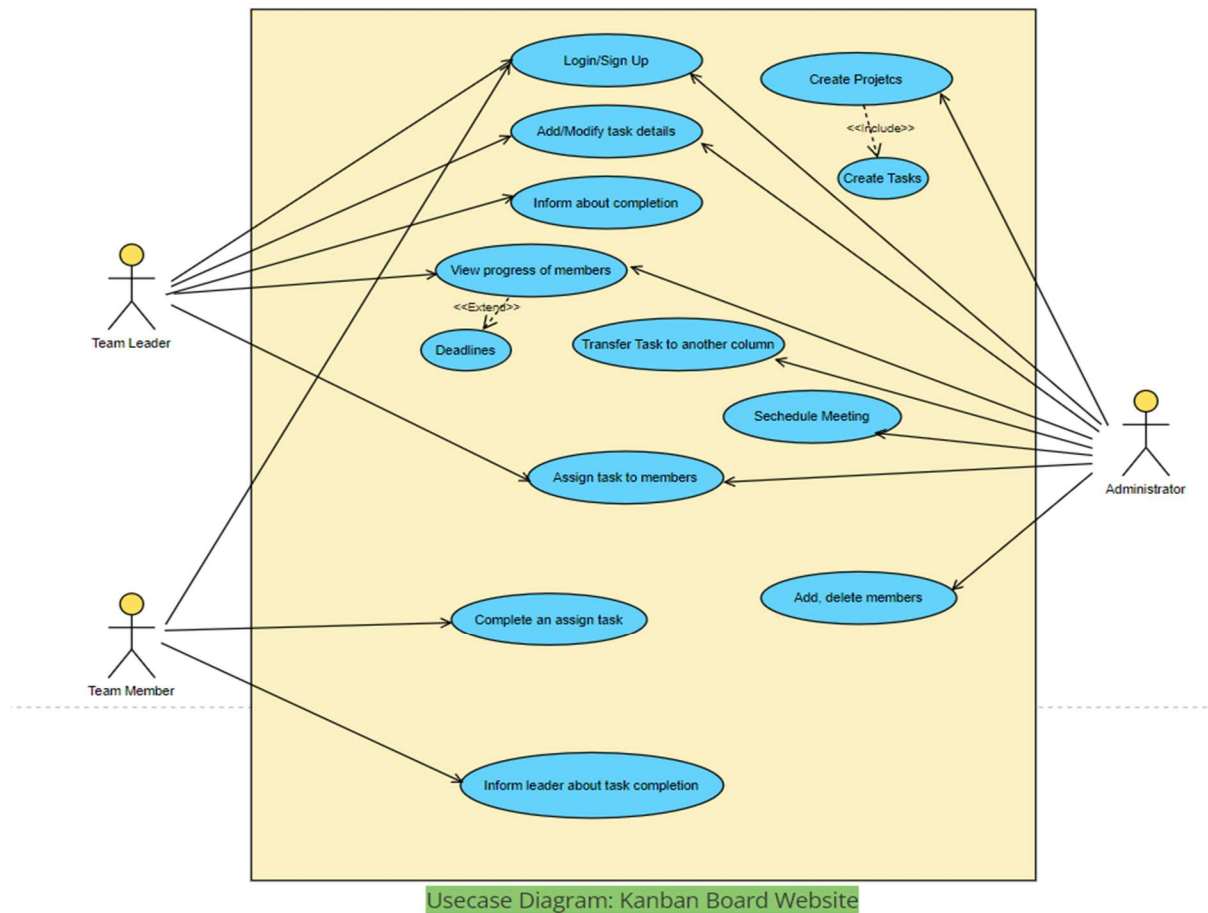 Login/Sign Up
Create Projetcs
Add/Modify task details
<<Include>>
Create Tasks
Inform about completion
View progress of members
<<Extend>>
Team Leader
Deadlines
Transfer Task to another column
Sechedule Meeting
Assign task to members
Administrator
Add, delete members
Complete an assign task
Team Member
Inform leader about task completion
Usecase Diagram: Kanban Board Website